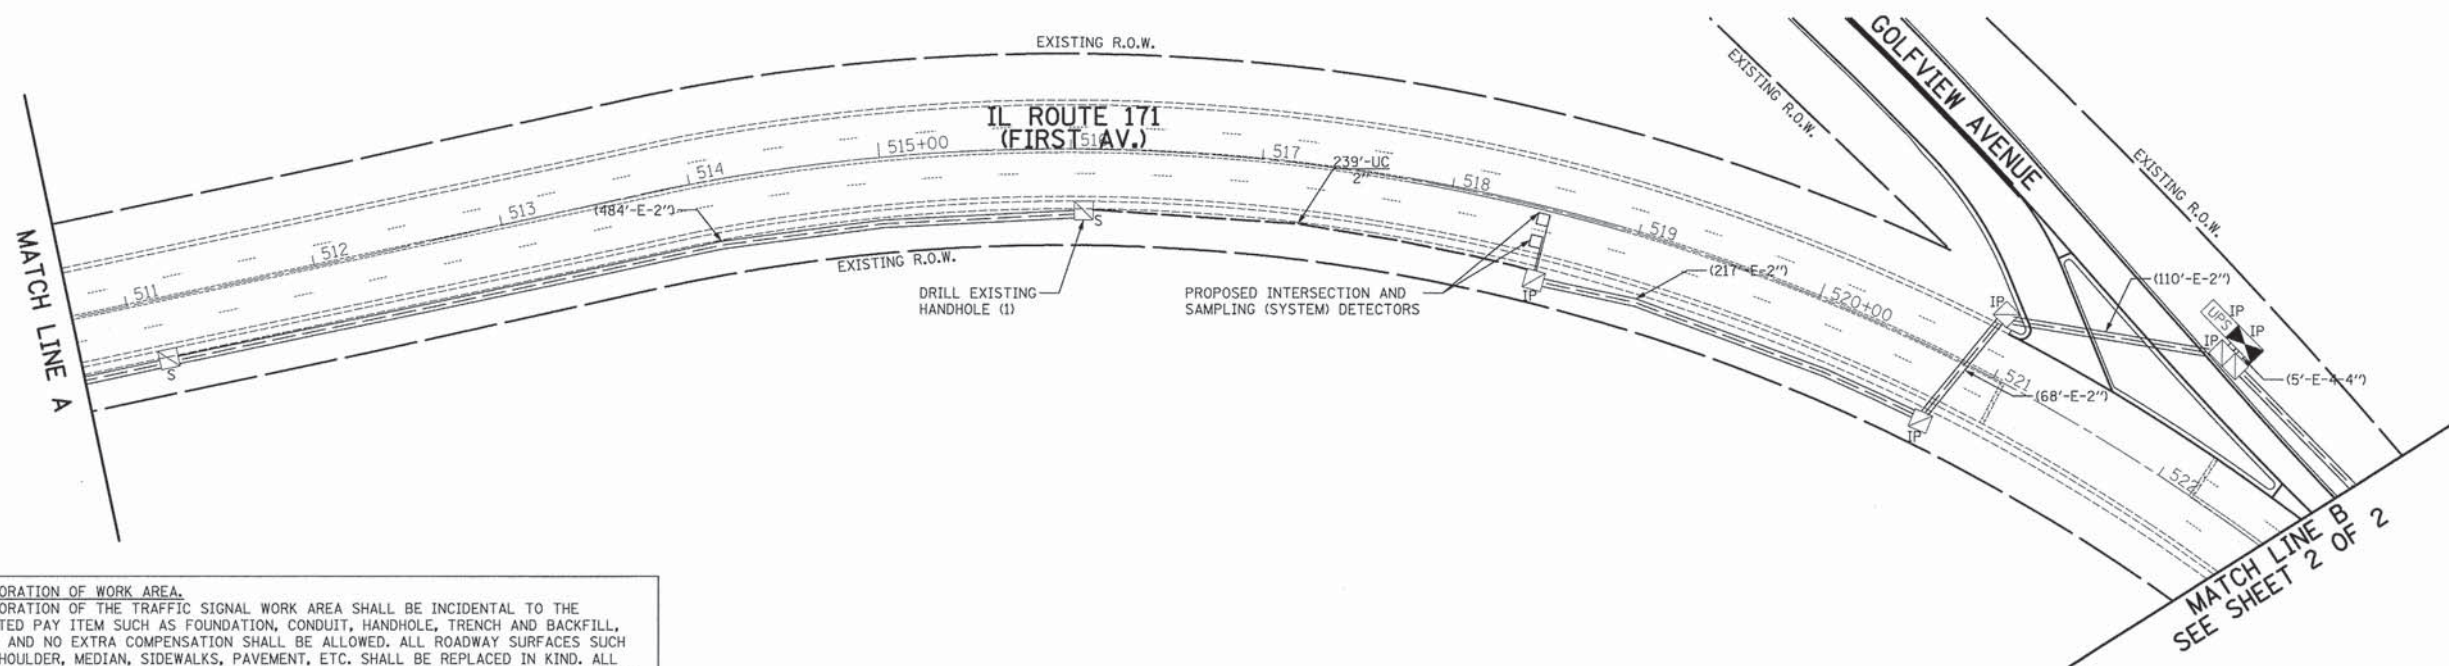 EXISTING R.O.W.
IL ROUTE 171
(FIRST AV.)
GOLFVIEW AVENUE
EXISTING R.O.W.
EXISTING R.O.W.
MATCH LINE A
511
512
513
514
515+00
516
517
518
519
520+00
521
522
(484'-E-2")
239'-UC
2"
S
S
EXISTING R.O.W.
DRILL EXISTING
HANDHOLE (1)
PROPOSED INTERSECTION AND
SAMPLING (SYSTEM) DETECTORS
IP
(217'-E-2")
IP
IP
(110'-E-2")
IP
UPS
IP
IP
(5'-E-4-4")
(68'-E-2")
MATCH LINE B
SEE SHEET 2 OF 2
ORATION OF WORK AREA.
ORATION OF THE TRAFFIC SIGNAL WORK AREA SHALL BE INCIDENTAL TO THE
TED PAY ITEM SUCH AS FOUNDATION, CONDUIT, HANDHOLE, TRENCH AND BACKFILL,
AND NO EXTRA COMPENSATION SHALL BE ALLOWED. ALL ROADWAY SURFACES SUCH
HOULDER, MEDIAN, SIDEWALKS, PAVEMENT, ETC. SHALL BE REPLACED IN KIND. ALL